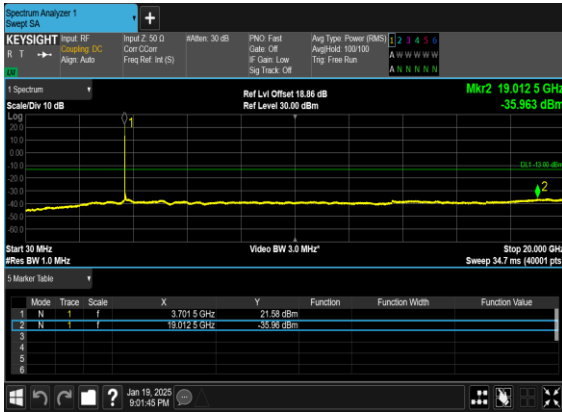 Spectrum Analyzer 1
Swept SA
+
KEYSIGHT
R T
Input: RF
Coupling: DC
Align: Auto
Input Z: 50 Ω
Corr CCorr
Freq Ref: Int (S)
#Atten: 30 dB
PNO: Fast
Gate: Off
IF Gain: Low
Sig Track: Off
Avg Type: Power (RMS)
Avg|Hold: 100/100
Trig: Free Run
1 2 3 4 5 6
A W W W W W
A N N N N N
1 Spectrum
Scale/Div 10 dB
Ref Lvl Offset 18.86 dB
Ref Level 30.00 dBm
Mkr2 19.012 5 GHz
-35.963 dBm
Log
20.0
10.0
0.00
-10.0
-20.0
-30.0
-40.0
-50.0
-60.0
1
DL1 -13.00 dBm
2
Start 30 MHz
#Res BW 1.0 MHz
Video BW 3.0 MHz*
Stop 20.000 GHz
Sweep 34.7 ms (40001 pts)
5 Marker Table
Mode Trace Scale X Y Function Function Width Function Value
1 N 1 f 3.701 5 GHz 21.58 dBm
2 N 1 f 19.012 5 GHz -35.96 dBm
3
4
5
6
?
Jan 19, 2025
9:01:45 PM